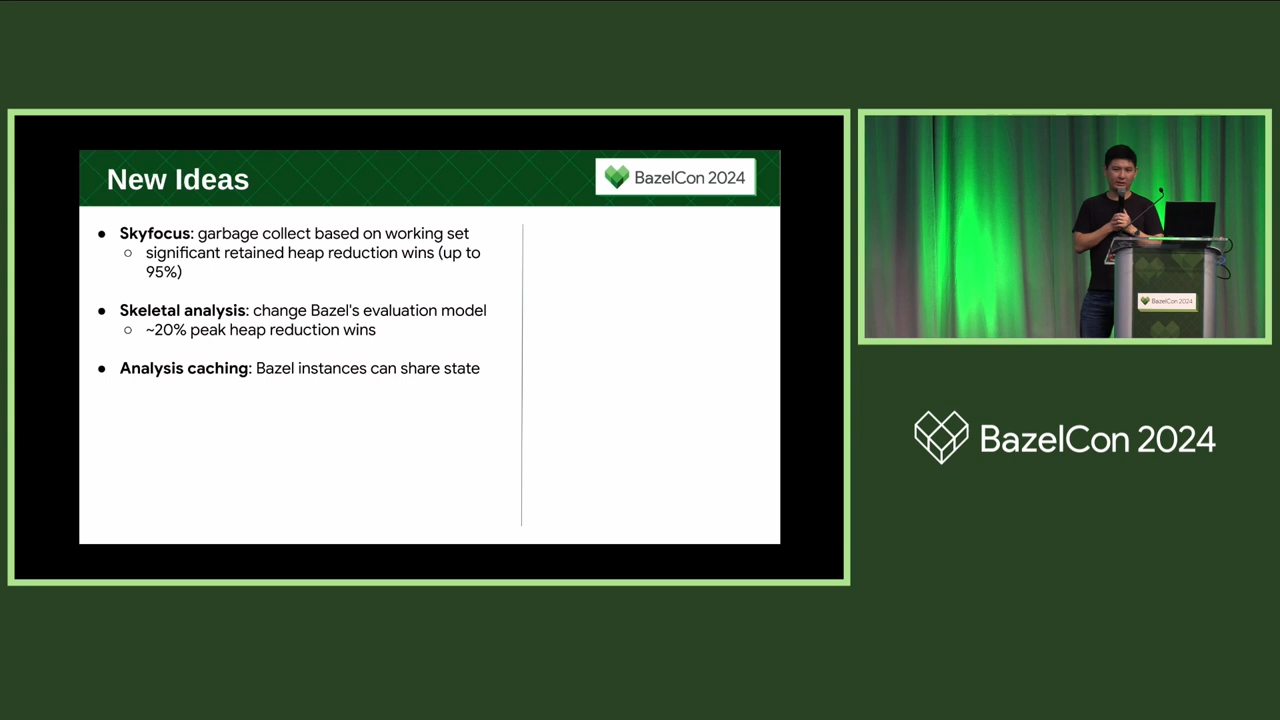 New Ideas
BazelCon 2024
● Skyfocus: garbage collect based on working set
○ significant retained heap reduction wins (up to
95%)
● Skeletal analysis: change Bazel's evaluation model
○ ~20% peak heap reduction wins
● Analysis caching: Bazel instances can share state
BazelCon 2024
BazelCon 2024